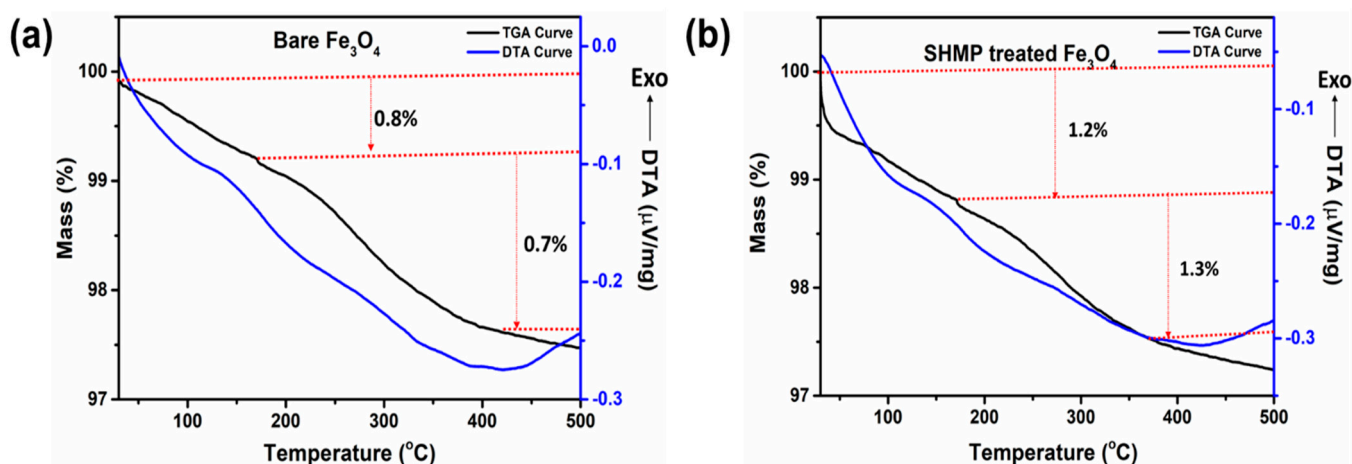 (a)
Bare Fe₃O₄
TGA Curve
DTA Curve
0.8%
0.7%
100
99
98
97
Mass (%)
100
200
300
400
500
Temperature (°C)
0.0
-0.1
-0.2
-0.3
Exo
DTA (μV/mg)
(b)
SHMP treated Fe₃O₄
TGA Curve
DTA Curve
1.2%
1.3%
100
99
98
97
Mass (%)
100
200
300
400
500
Temperature (°C)
-0.1
-0.2
-0.3
Exo
DTA (μV/mg)